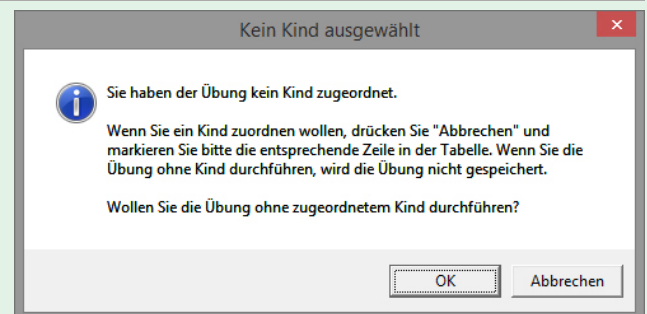 Kein Kind ausgewählt
Sie haben der Übung kein Kind zugeordnet.
Wenn Sie ein Kind zuordnen wollen, drücken Sie "Abbrechen" und
markieren Sie bitte die entsprechende Zeile in der Tabelle. Wenn Sie die
Übung ohne Kind durchführen, wird die Übung nicht gespeichert.
Wollen Sie die Übung ohne zugeordnetem Kind durchführen?
OK
Abbrechen